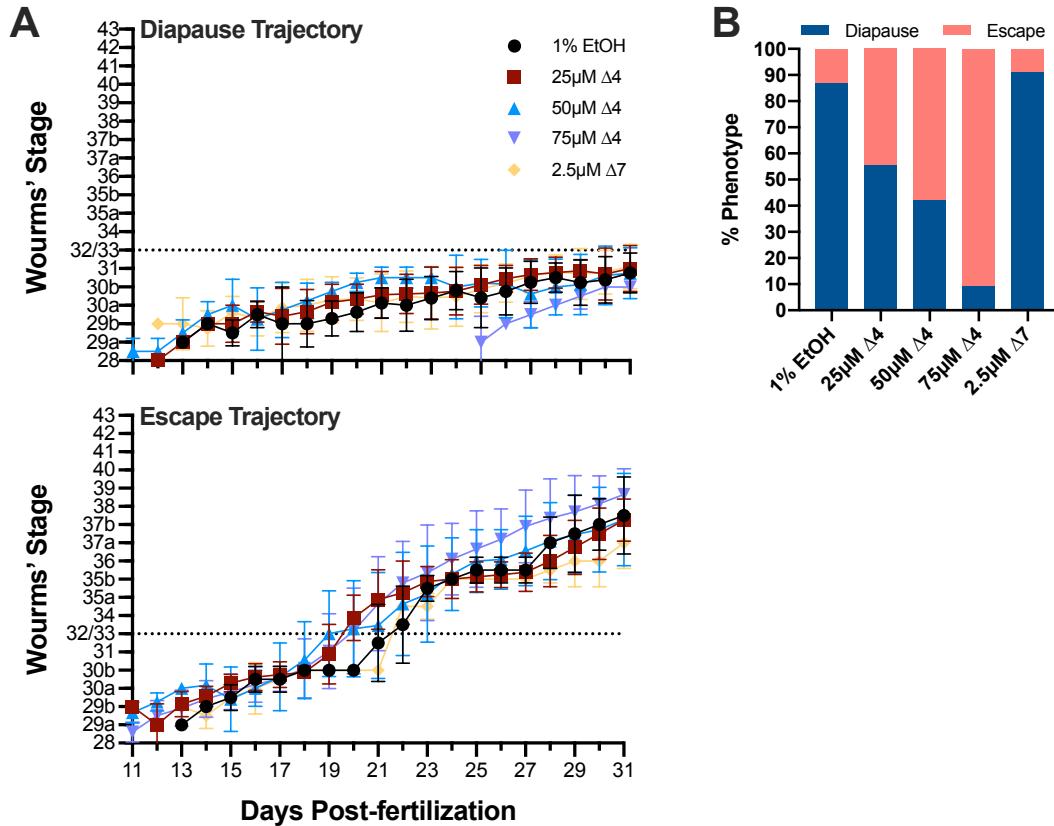 A
Diapause Trajectory
Wourms' Stage
43
42
41
40
39
38
37b
37a
36
35b
35a
34
32/33
31
30b
30a
29b
29a
28
1% EtOH
25μM Δ4
50μM Δ4
75μM Δ4
2.5μM Δ7
Escape Trajectory
Wourms' Stage
43
42
41
40
39
38
37b
37a
36
35b
35a
34
32/33
31
30b
30a
29b
29a
28
11 13 15 17 19 21 23 25 27 29 31
Days Post-fertilization
B
Diapause Escape
% Phenotype
100
90
80
70
60
50
40
30
20
10
0
1% EtOH
25μM Δ4
50μM Δ4
75μM Δ4
2.5μM Δ7